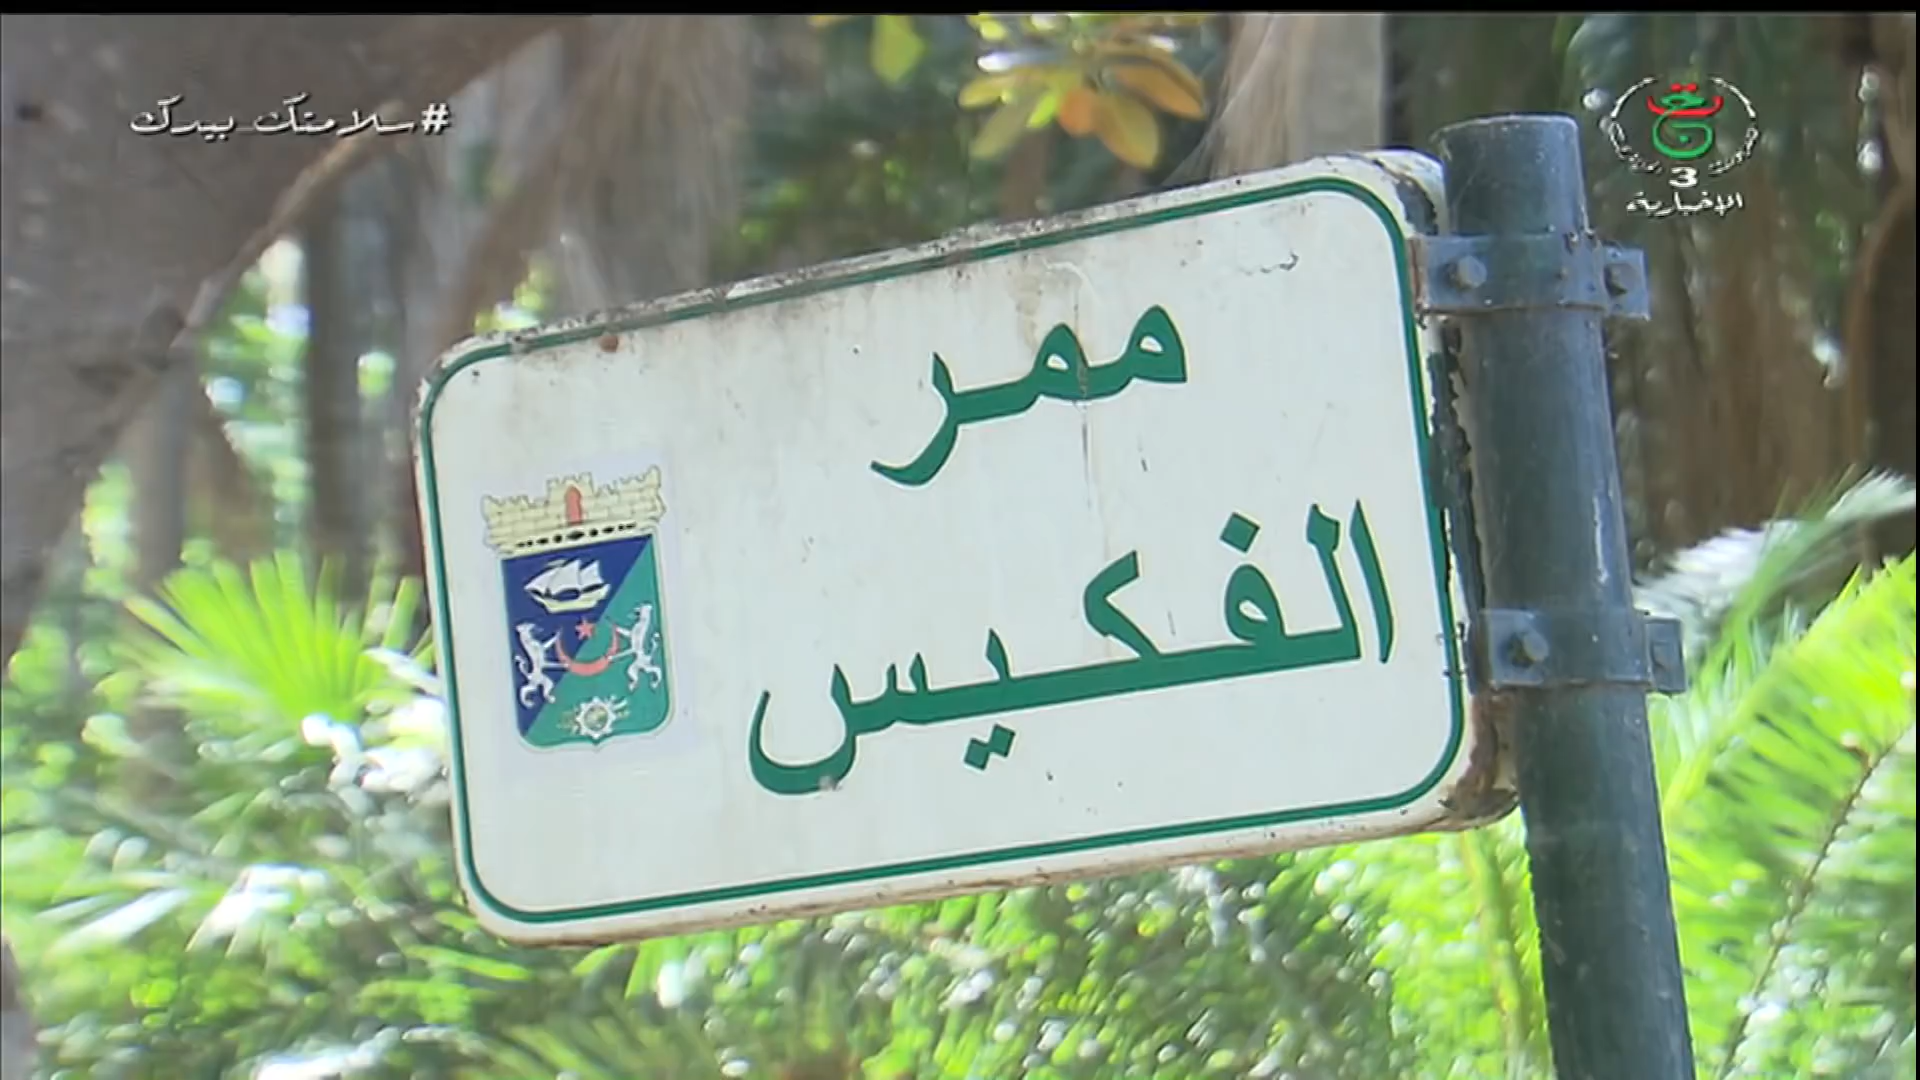 #سلامتك بيدك
3
الإخبارية
ممر
الفكيس